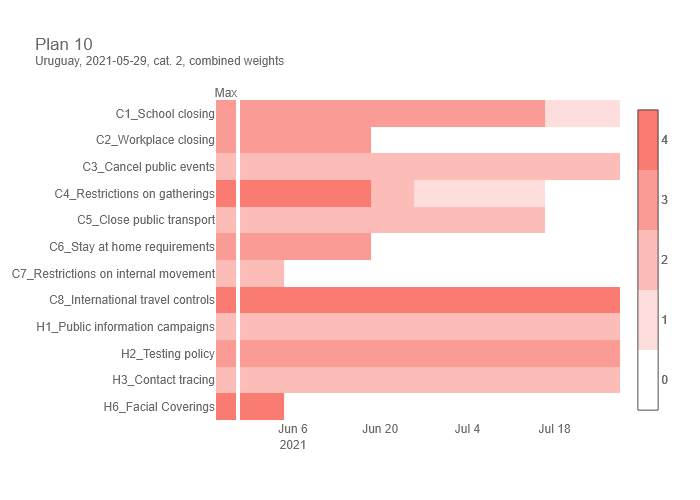 Plan 10
Uruguay, 2021-05-29, cat. 2, combined weights
Max
C1_School closing
C2_Workplace closing
C3_Cancel public events
C4_Restrictions on gatherings
C5_Close public transport
C6_Stay at home requirements
C7_Restrictions on internal movement
C8_International travel controls
H1_Public information campaigns
H2_Testing policy
H3_Contact tracing
H6_Facial Coverings
Jun 6 Jun 20 Jul 4 Jul 18
2021
4
3
2
1
0